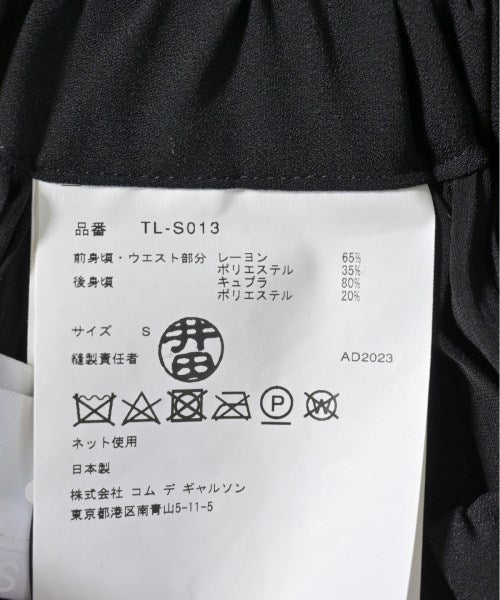 品番 TL-S013
前身頃・ウエスト部分 レーヨン 65%
ポリエステル 35%
後身頃 キュプラ 80%
ポリエステル 20%
サイズ S
井田
縫製責任者 AD2023
P W
ネット使用
日本製
株式会社 コム デ ギャルソン
東京都港区南青山5-11-5
S